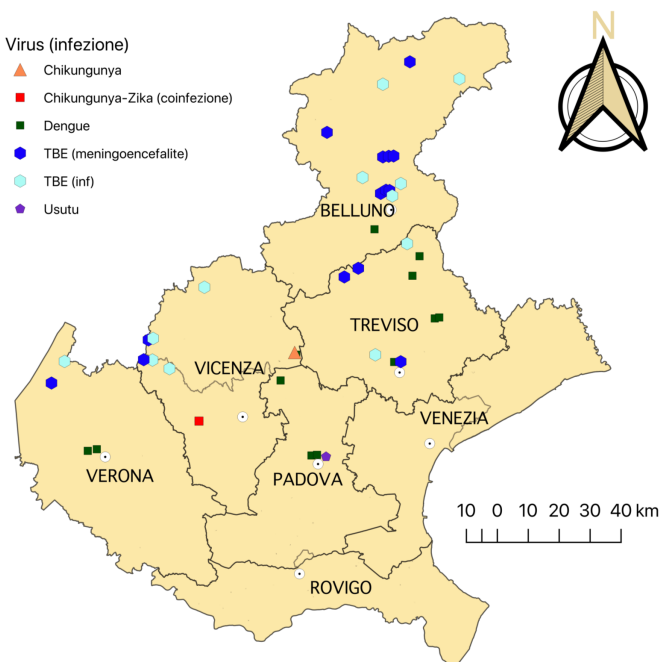 Virus (infezione)
Chikungunya
Chikungunya-Zika (coinfezione)
Dengue
TBE (meningoencefalite)
TBE (inf)
Usutu
N
BELLUNO
TREVISO
VICENZA
VENEZIA
VERONA
PADOVA
ROVIGO
10 0 10 20 30 40 km